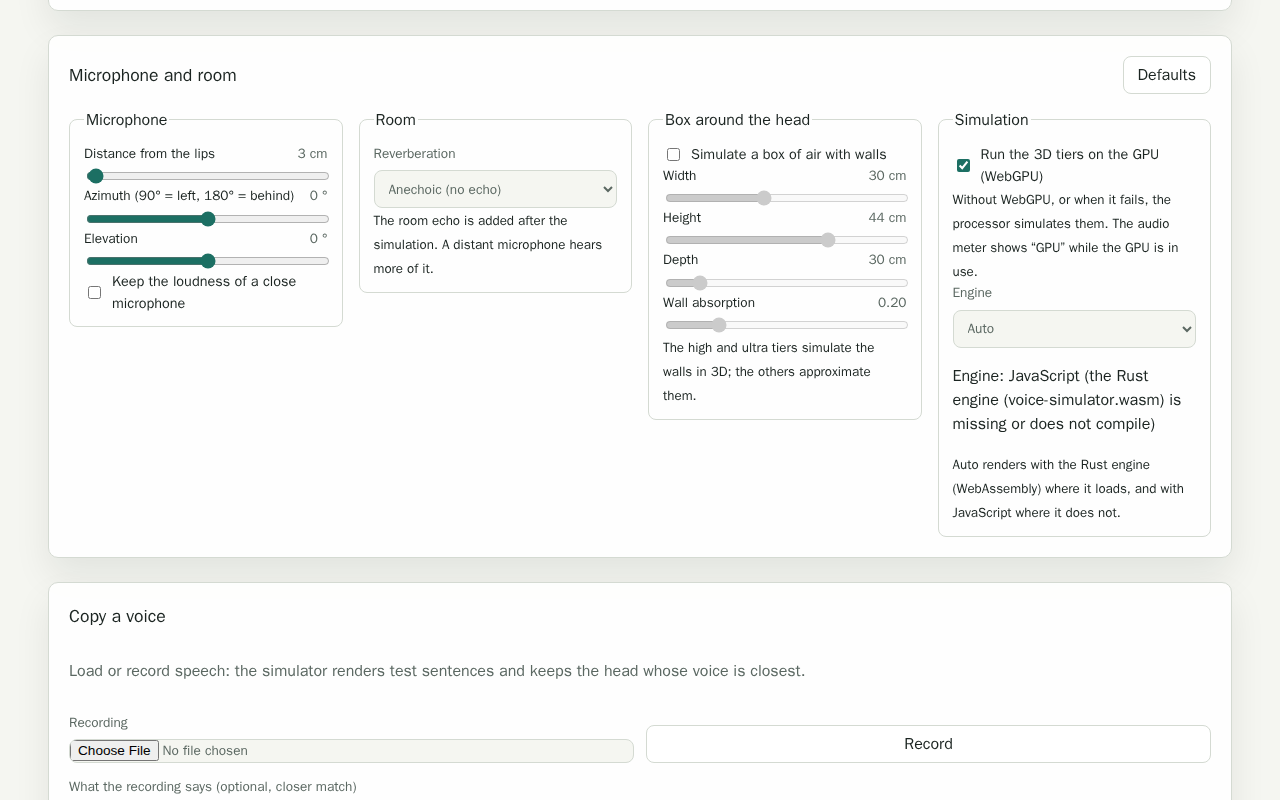 Microphone and room
Defaults
Microphone
Distance from the lips 3 cm
Azimuth (90° = left, 180° = behind) 0 °
Elevation 0 °
Keep the loudness of a close
microphone
Room
Reverberation
Anechoic (no echo)
The room echo is added after the
simulation. A distant microphone hears
more of it.
Box around the head
Simulate a box of air with walls
Width 30 cm
Height 44 cm
Depth 30 cm
Wall absorption 0.20
The high and ultra tiers simulate the
walls in 3D; the others approximate
them.
Simulation
Run the 3D tiers on the GPU
(WebGPU)
Without WebGPU, or when it fails, the
processor simulates them. The audio
meter shows “GPU” while the GPU is in
use.
Engine
Auto
Engine: JavaScript (the Rust
engine (voice-simulator.wasm) is
missing or does not compile)
Auto renders with the Rust engine
(WebAssembly) where it loads, and with
JavaScript where it does not.
Copy a voice
Load or record speech: the simulator renders test sentences and keeps the head whose voice is closest.
Recording
Choose File No file chosen
Record
What the recording says (optional, closer match)